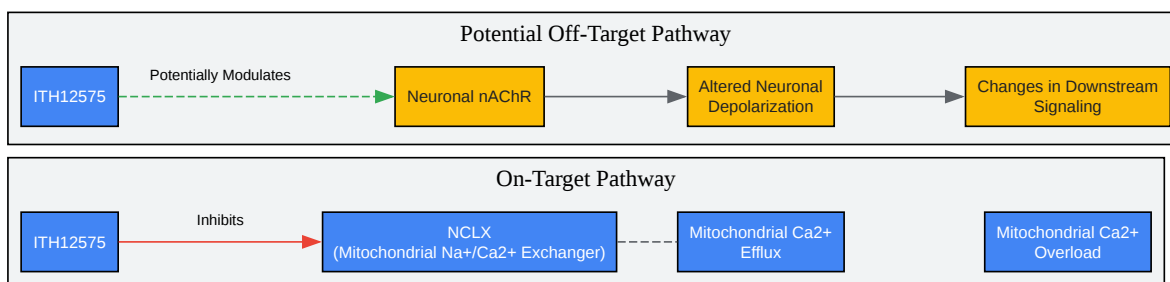 Potential Off-Target Pathway
ITH12575
Potentially Modulates
Neuronal nAChR
Altered Neuronal
Depolarization
Changes in Downstream
Signaling
On-Target Pathway
ITH12575
Inhibits
NCLX
(Mitochondrial Na+/Ca2+ Exchanger)
Mitochondrial Ca2+
Efflux
Mitochondrial Ca2+
Overload